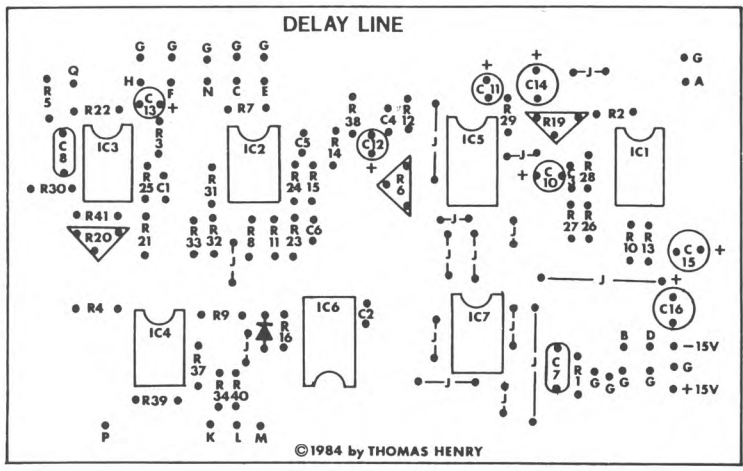 DELAY LINE
G G G G G
G
Q
H F N C E
A
R5
C13 +
C11 +
C14 +
J
R22
R7
R38
C4
R12
R29
R19
R2
C8
IC3
R3
IC2
C5
R14
C12 +
J
IC5
J
IC1
R30
R25
C1
R31
R24
R15
R6
C10 +
C9
R28
R41
R20
R21
R33
R32
J
R8
R11
R23
C6
J
J
J
J
R27
R26
R10
R13
C15 +
J
R4
IC4
R9
J
R16
IC6
C2
J
IC7
J
J
C16 +
B D
−15V
R37
R34
R40
J
J
C7
R1
G G G G
G
+15V
R39
P K L M
©1984 by THOMAS HENRY